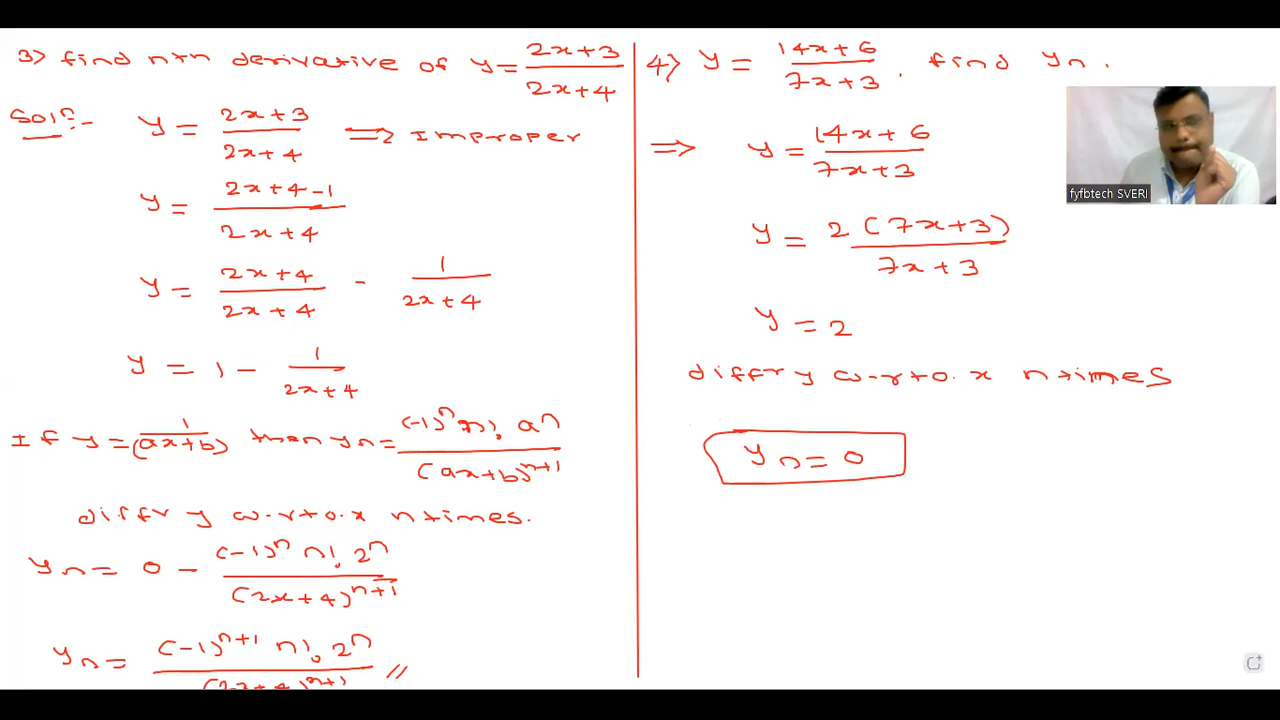 3) find nth derivative of y = (2x+3)/(2x+4)
Sol?:- y = (2x+3)/(2x+4) ⟹ Improper
y = (2x+4-1)/(2x+4)
y = (2x+4)/(2x+4) - 1/(2x+4)
y = 1 - 1/(2x+4)
If y = 1/(ax+b) then yn = (-1)^n n! a^n/(ax+b)^n+1
diffr y w.r.to.x n times.
yn = 0 - (-1)^n n! 2^n/(2x+4)^n+1
yn = (-1)^n+1 n! 2^n/(2x+4)^n+1 //
4) y = (14x+6)/(7x+3). find yn.
⟹ y = (14x+6)/(7x+3)
y = 2(7x+3)/(7x+3)
y = 2
diffr y w.r.to.x n times
yn = 0
fyfbtech SVERI